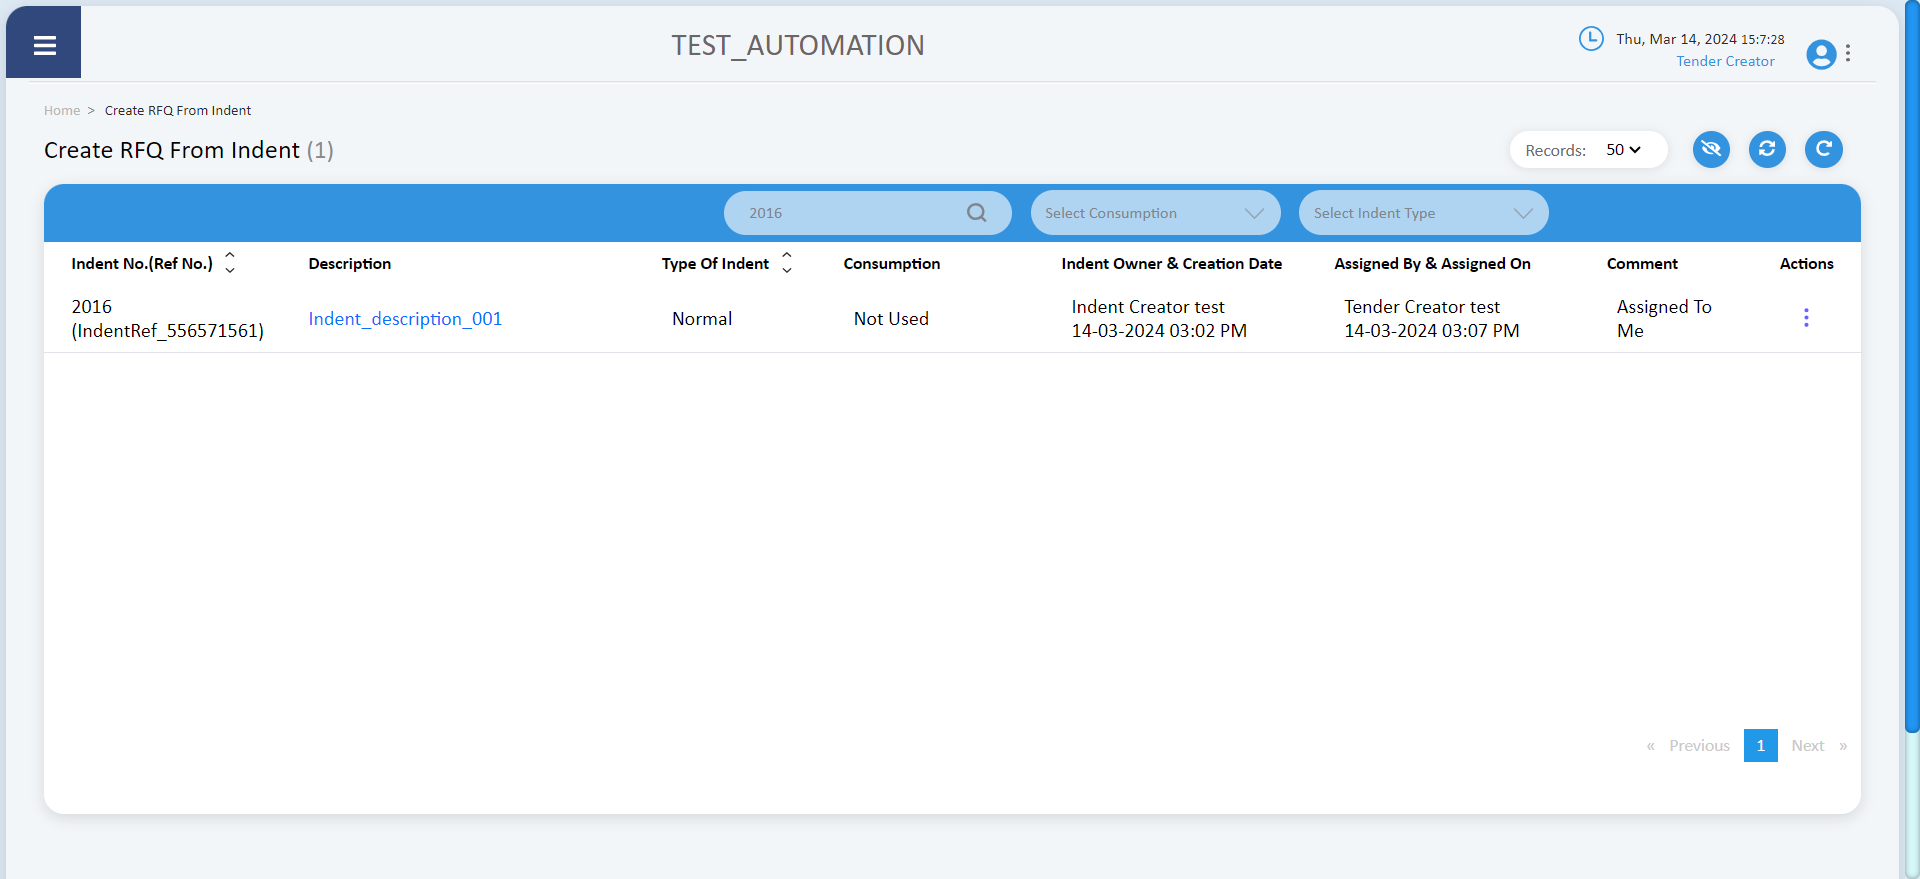 TEST_AUTOMATION
Thu, Mar 14, 2024 15:7:28
Tender Creator
Home > Create RFQ From Indent
Create RFQ From Indent (1)
Records: 50
2016
Select Consumption
Select Indent Type
Indent No.(Ref No.) Description Type Of Indent Consumption Indent Owner & Creation Date Assigned By & Assigned On Comment Actions
2016
(IndentRef_556571561)
Indent_description_001
Normal
Not Used
Indent Creator test
14-03-2024 03:02 PM
Tender Creator test
14-03-2024 03:07 PM
Assigned To
Me
« Previous 1 Next »